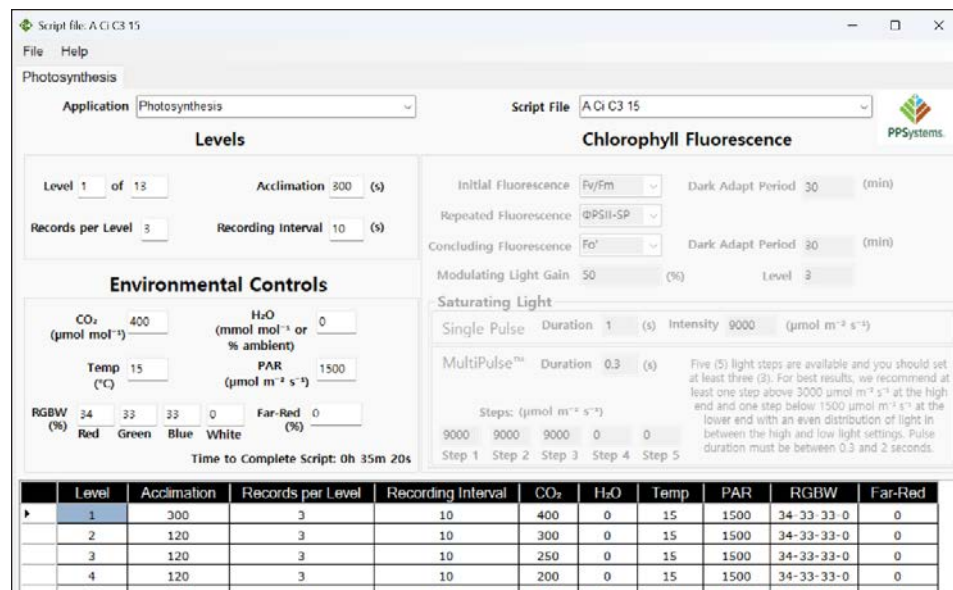 Script file: A Ci C3 15
File Help
Photosynthesis
Application Photosynthesis
Script File A Ci C3 15
PPSystems
Levels
Level 1 of 13 Acclimation 300 (s)
Records per Level 3 Recording Interval 10 (s)
Environmental Controls
CO₂ (μmol mol⁻¹) 400
H₂O (mmol mol⁻¹ or % ambient) 0
Temp (°C) 15
PAR (μmol m⁻² s⁻¹) 1500
RGBW (%) 34 33 33 0
Red Green Blue White
Far-Red (%) 0
Time to Complete Script: 0h 35m 20s
Chlorophyll Fluorescence
Initial Fluorescence Fv/Fm Dark Adapt Period 30 (min)
Repeated Fluorescence ΦPSII-SP
Concluding Fluorescence Fo' Dark Adapt Period 30 (min)
Modulating Light Gain 50 (%) Level 3
Saturating Light
Single Pulse Duration 1 (s) Intensity 9000 (μmol m⁻² s⁻¹)
MultiPulse™ Duration 0.3 (s)
Steps: (μmol m⁻² s⁻¹)
9000 9000 9000 0 0
Step 1 Step 2 Step 3 Step 4 Step 5
Five (5) light steps are available and you should set
at least three (3). For best results, we recommend at
least one step above 3000 μmol m⁻¹ s⁻¹ at the high
end and one step below 1500 μmol m⁻¹ s⁻¹ at the
lower end with an even distribution of light in
between the high and low light settings. Pulse
duration must be between 0.3 and 2 seconds.
Level Acclimation Records per Level Recording Interval CO₂ H₂O Temp PAR RGBW Far-Red
1 300 3 10 400 0 15 1500 34-33-33-0 0
2 120 3 10 300 0 15 1500 34-33-33-0 0
3 120 3 10 250 0 15 1500 34-33-33-0 0
4 120 3 10 200 0 15 1500 34-33-33-0 0